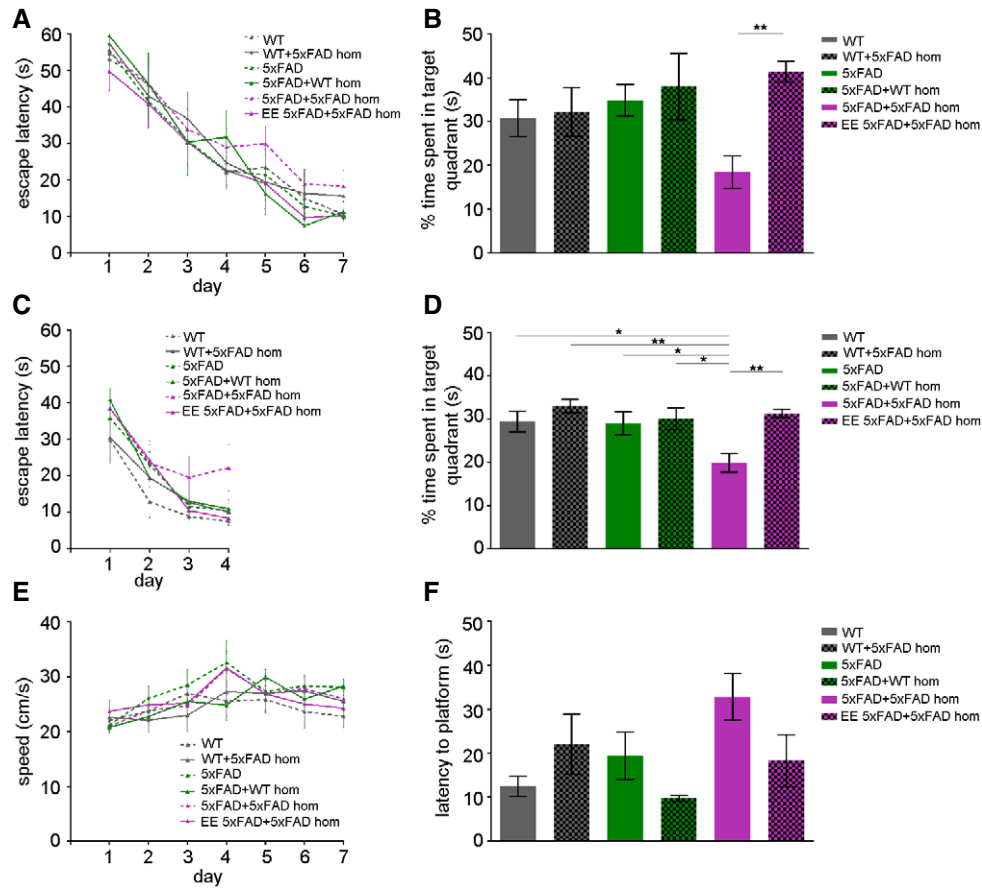 A
escape latency (s)
60
50
40
30
20
10
0
1 2 3 4 5 6 7
day
WT
WT+5xFAD hom
5xFAD
5xFAD+WT hom
5xFAD+5xFAD hom
EE 5xFAD+5xFAD hom
B
% time spent in target
quadrant (s)
50
40
30
20
10
0
**
WT
WT+5xFAD hom
5xFAD
5xFAD+WT hom
5xFAD+5xFAD hom
EE 5xFAD+5xFAD hom
C
escape latency (s)
60
50
40
30
20
10
0
1 2 3 4
day
WT
WT+5xFAD hom
5xFAD
5xFAD+WT hom
5xFAD+5xFAD hom
EE 5xFAD+5xFAD hom
D
% time spent in target
quadrant (s)
50
40
30
20
10
0
*
**
*
*
**
WT
WT+5xFAD hom
5xFAD
5xFAD+WT hom
5xFAD+5xFAD hom
EE 5xFAD+5xFAD hom
E
speed (cm/s)
40
30
20
10
0
1 2 3 4 5 6 7
day
WT
WT+5xFAD hom
5xFAD
5xFAD+WT hom
5xFAD+5xFAD hom
EE 5xFAD+5xFAD hom
F
latency to platform (s)
50
40
30
20
10
0
WT
WT+5xFAD hom
5xFAD
5xFAD+WT hom
5xFAD+5xFAD hom
EE 5xFAD+5xFAD hom